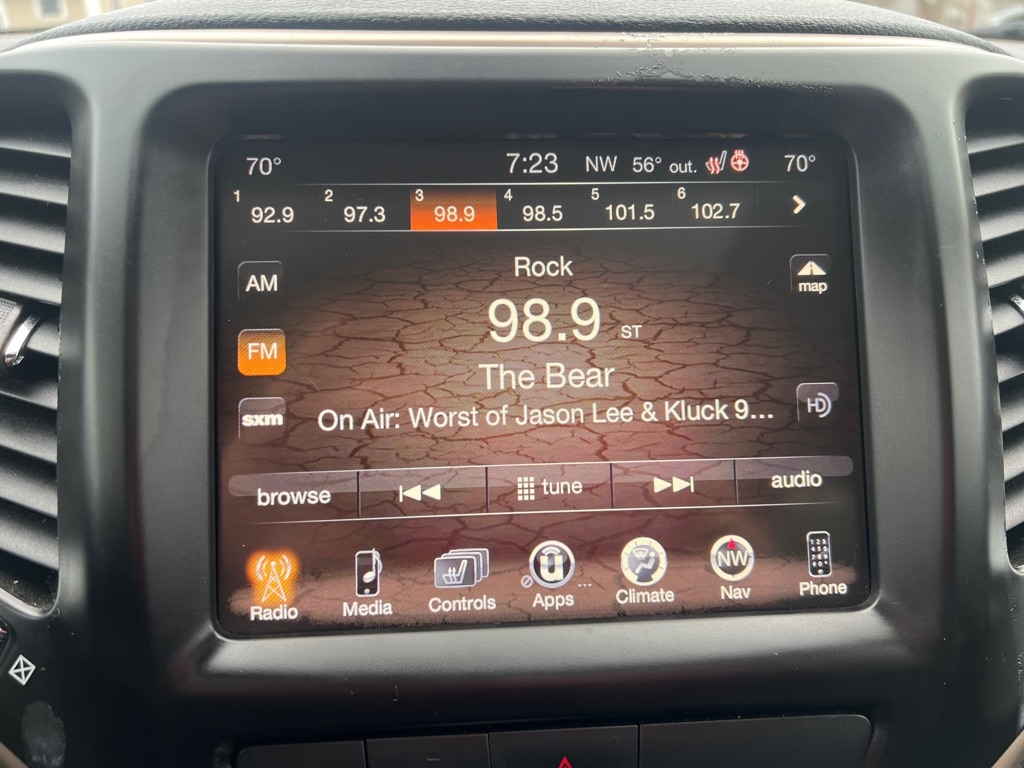 70° 7:23 NW 56° out. 70°
1 92.9 2 97.3 3 98.9 4 98.5 5 101.5 6 102.7
Rock
AM map
98.9 ST
FM
The Bear
sxm On Air: Worst of Jason Lee & Kluck 9... HD
browse tune audio
u ... NW
Radio Media Controls Apps Climate Nav Phone